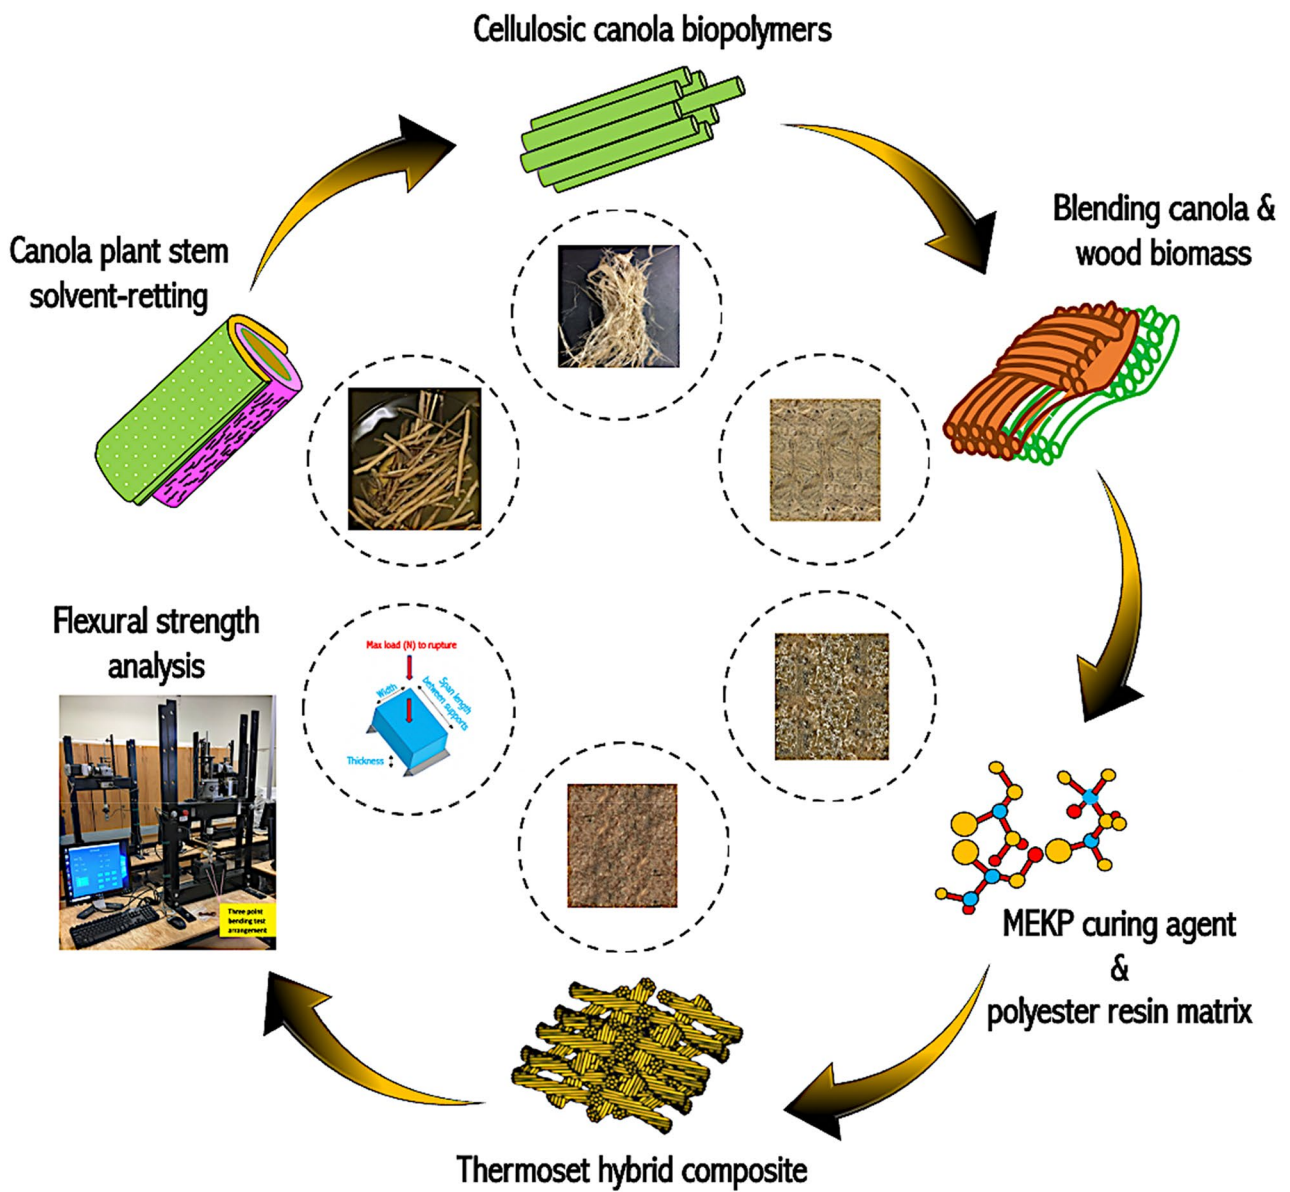 Cellulosic canola biopolymers
Blending canola &
wood biomass
Canola plant stem
solvent-retting
Flexural strength
analysis
Max load (N) to rupture
Width
Span length
between supports
Thickness
Three point
bending test
arrangement
MEKP curing agent
&
polyester resin matrix
Thermoset hybrid composite